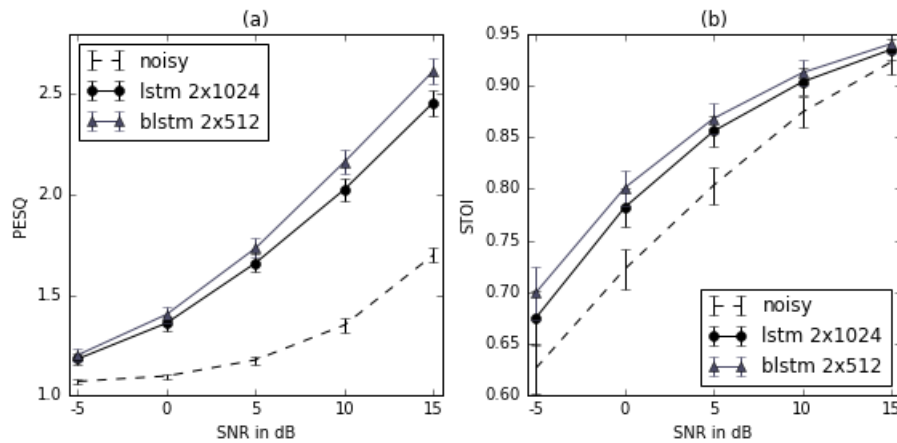 (a)
noisy
lstm 2x1024
blstm 2x512
PESQ
2.5
2.0
1.5
1.0
-5 0 5 10 15
SNR in dB
(b)
STOI
0.95
0.90
0.85
0.80
0.75
0.70
0.65
0.60
noisy
lstm 2x1024
blstm 2x512
-5 0 5 10 15
SNR in dB